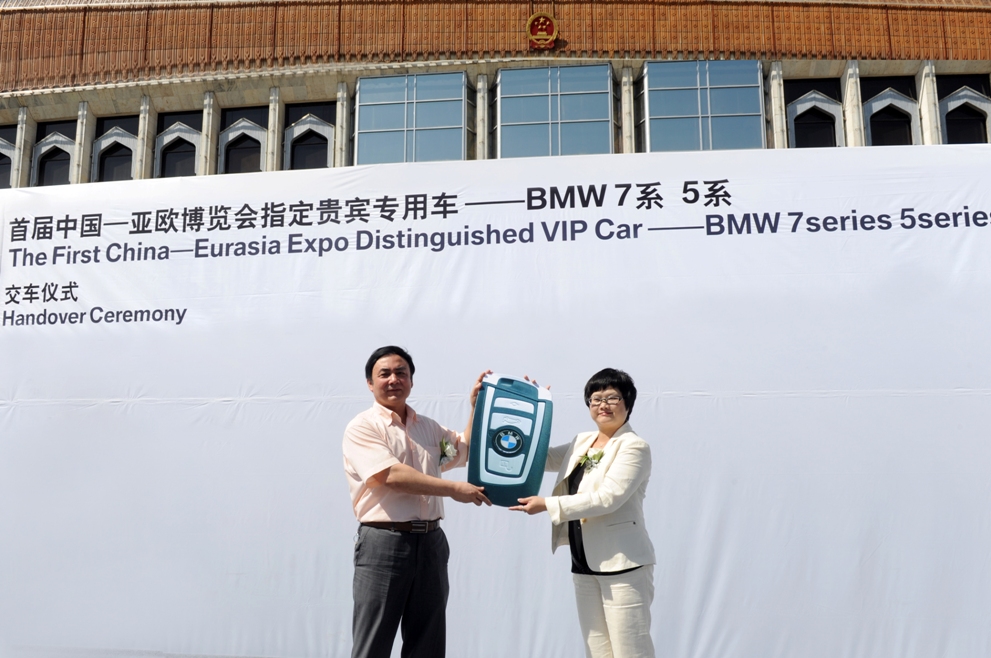 首届中国—亚欧博览会指定贵宾专用车 ——BMW 7系 5系
The First China—Eurasia Expo Distinguished VIP Car ——BMW 7series 5serie
交车仪式
Handover Ceremony